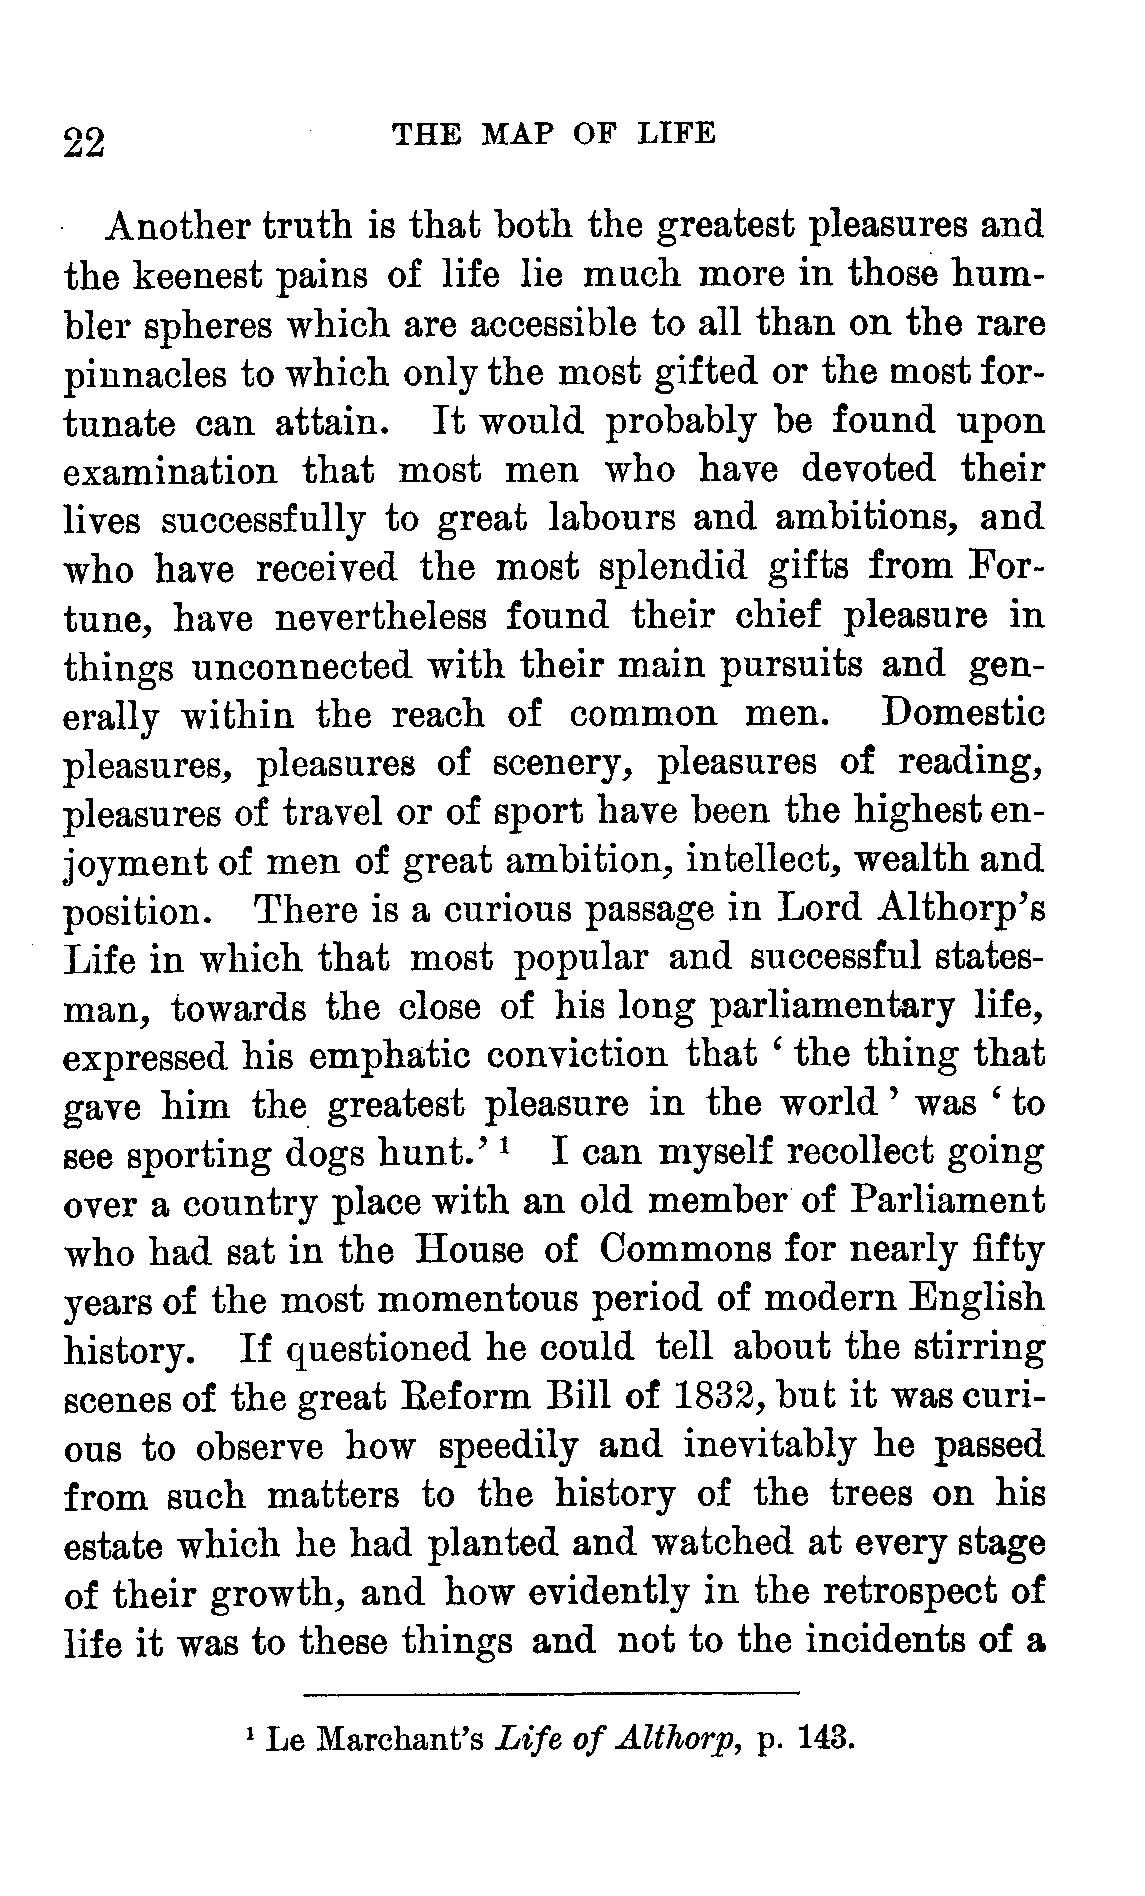 22 THE MAP OF LIFE
Another truth is that both the greatest pleasures and
the keenest pains of life lie much more in those hum-
bler spheres which are accessible to all than on the rare
pinnacles to which only the most gifted or the most for-
tunate can attain. It would probably be found upon
examination that most men who have devoted their
lives successfully to great labours and ambitions, and
who have received the most splendid gifts from For-
tune, have nevertheless found their chief pleasure in
things unconnected with their main pursuits and gen-
erally within the reach of common men. Domestic
pleasures, pleasures of scenery, pleasures of reading,
pleasures of travel or of sport have been the highest en-
joyment of men of great ambition, intellect, wealth and
position. There is a curious passage in Lord Althorp's
Life in which that most popular and successful states-
man, towards the close of his long parliamentary life,
expressed his emphatic conviction that ‘ the thing that
gave him the greatest pleasure in the world ’ was ‘ to
see sporting dogs hunt.’ ¹ I can myself recollect going
over a country place with an old member of Parliament
who had sat in the House of Commons for nearly fifty
years of the most momentous period of modern English
history. If questioned he could tell about the stirring
scenes of the great Reform Bill of 1832, but it was curi-
ous to observe how speedily and inevitably he passed
from such matters to the history of the trees on his
estate which he had planted and watched at every stage
of their growth, and how evidently in the retrospect of
life it was to these things and not to the incidents of a
¹ Le Marchant's Life of Althorp, p. 143.